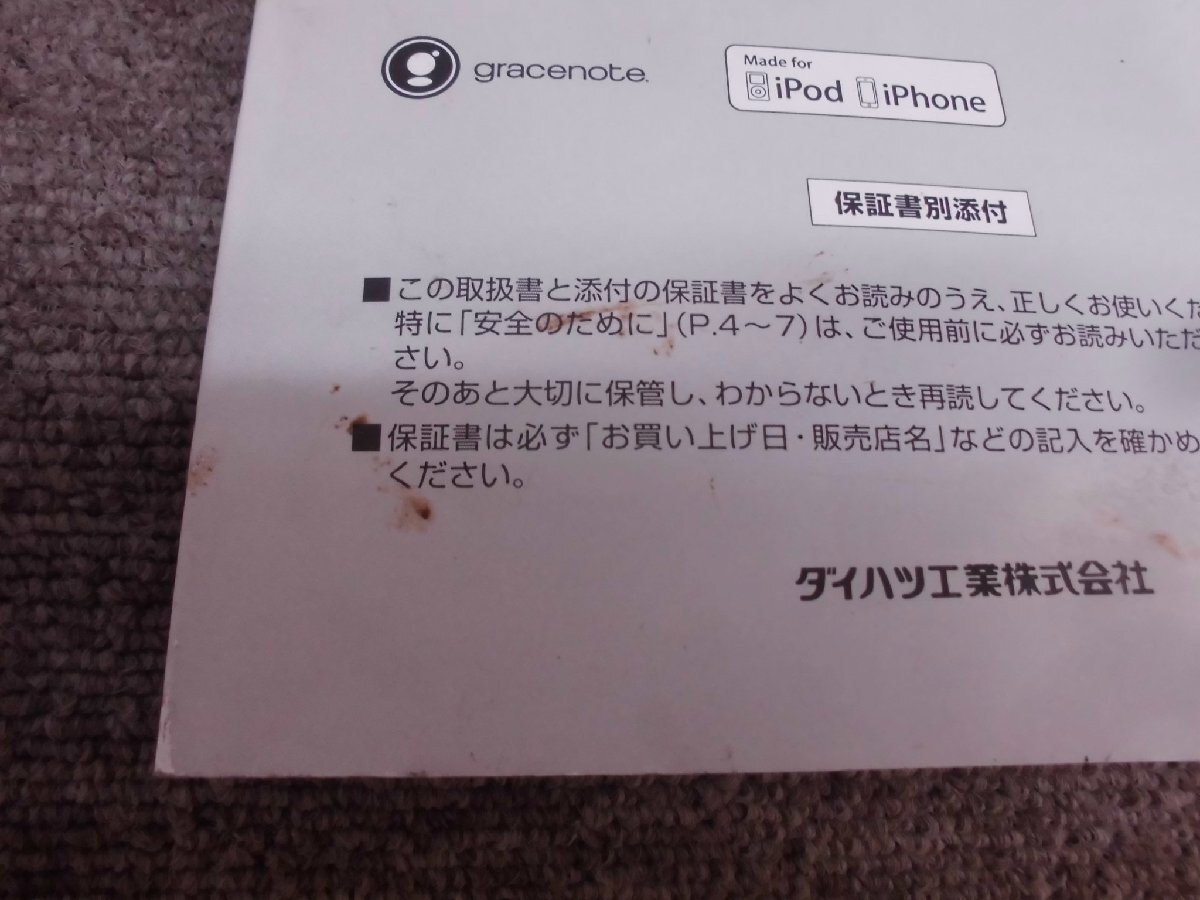 gracenote.
Made for
iPod iPhone
保証書別添付
■この取扱書と添付の保証書をよくお読みのうえ、正しくお使いくだ
特に「安全のために」(P.4〜7)は、ご使用前に必ずお読みいただ
さい。
そのあと大切に保管し、わからないとき再読してください。
■保証書は必ず「お買い上げ日・販売店名」などの記入を確かめ
ください。
ダイハツ工業株式会社